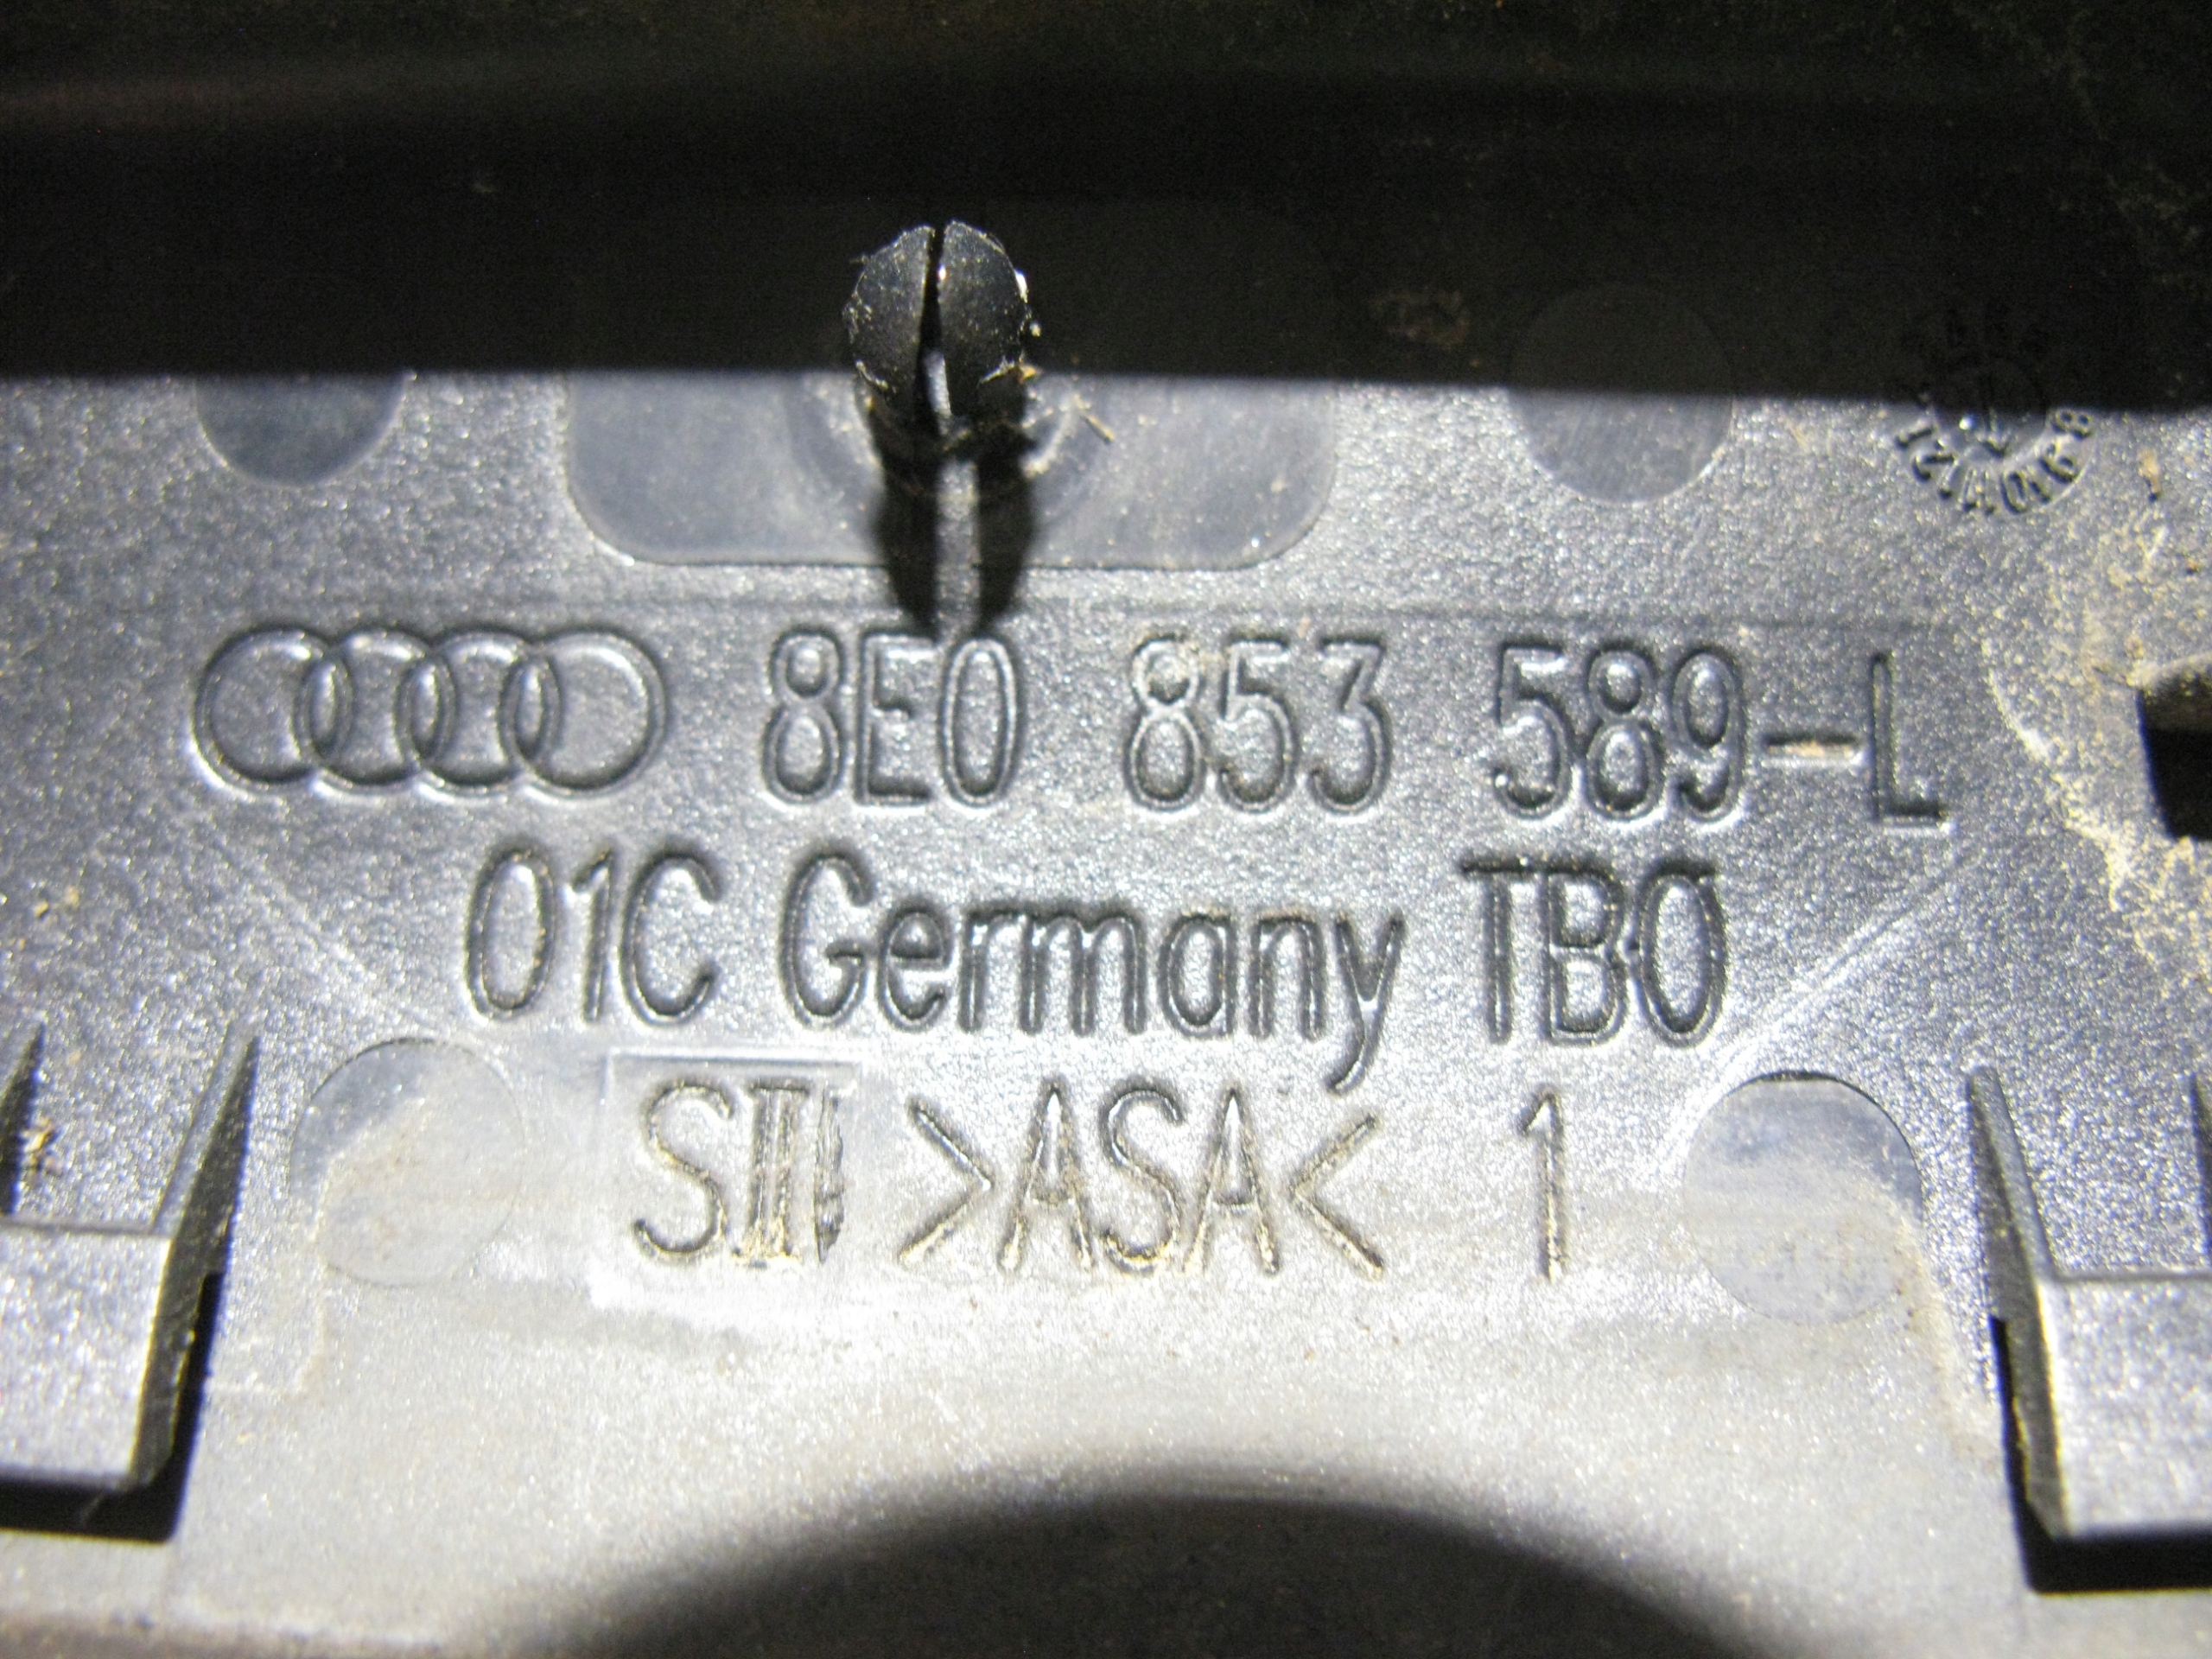 8E0 853 589-L
01C Germany TBO
>ASA< 1